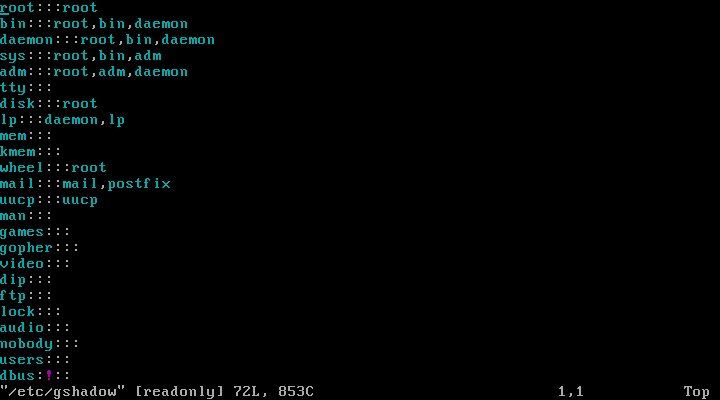 root:::root
bin:::root,bin,daemon
daemon:::root,bin,daemon
sys:::root,bin,adm
adm:::root,adm,daemon
tty:::
disk:::root
lp:::daemon,lp
mem:::
kmem:::
wheel:::root
mail:::mail,postfix
uucp:::uucp
man:::
games:::
gopher:::
video:::
dip:::
ftp:::
lock:::
audio:::
nobody:::
users:::
dbus:!::
"/etc/gshadow" [readonly] 72L, 853C 1,1 Top